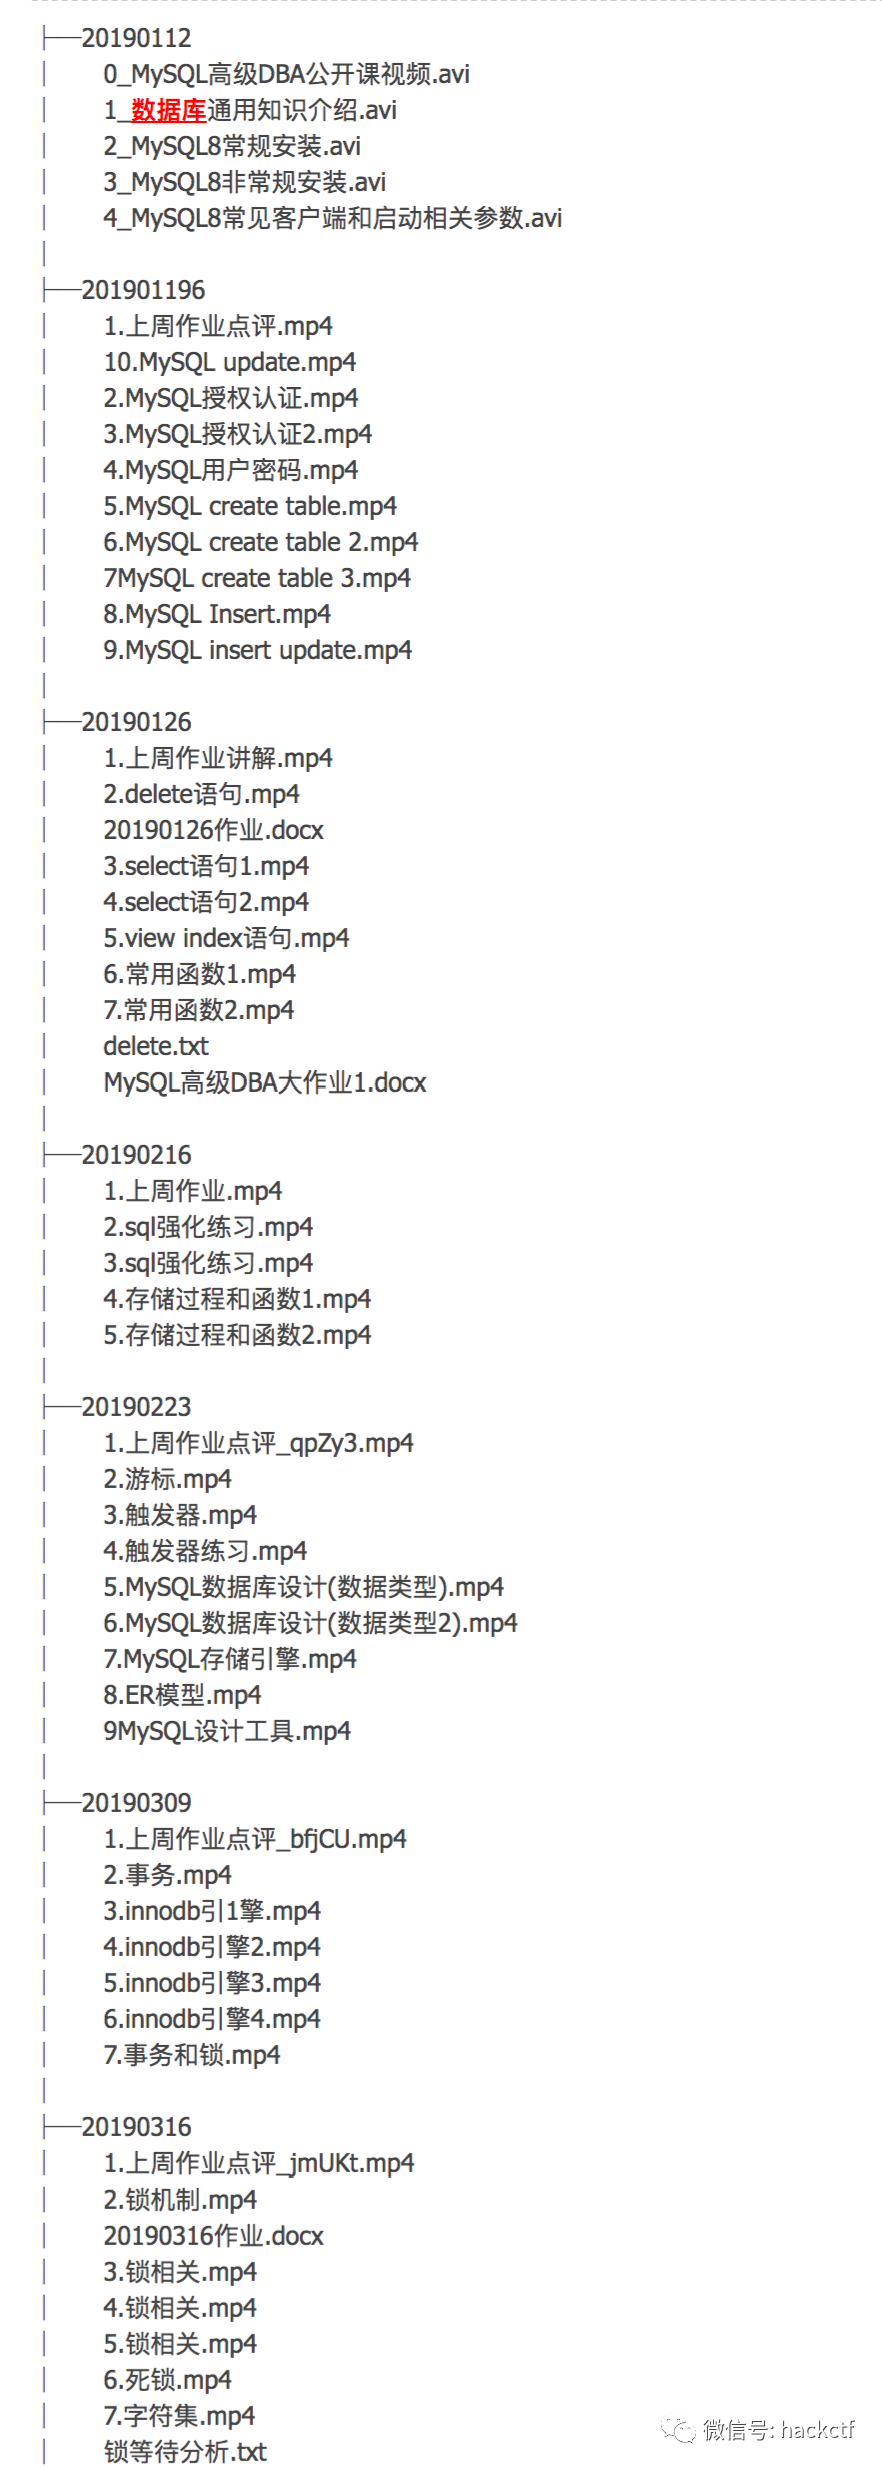 ├──20190112
│ 0_MySQL高级DBA公开课视频.avi
│ 1_数据库通用知识介绍.avi
│ 2_MySQL8常规安装.avi
│ 3_MySQL8非常规安装.avi
│ 4_MySQL8常见客户端和启动相关参数.avi
│
├──201901196
│ 1.上周作业点评.mp4
│ 10.MySQL update.mp4
│ 2.MySQL授权认证.mp4
│ 3.MySQL授权认证2.mp4
│ 4.MySQL用户密码.mp4
│ 5.MySQL create table.mp4
│ 6.MySQL create table 2.mp4
│ 7MySQL create table 3.mp4
│ 8.MySQL Insert.mp4
│ 9.MySQL insert update.mp4
│
├──20190126
│ 1.上周作业讲解.mp4
│ 2.delete语句.mp4
│ 20190126作业.docx
│ 3.select语句1.mp4
│ 4.select语句2.mp4
│ 5.view index语句.mp4
│ 6.常用函数1.mp4
│ 7.常用函数2.mp4
│ delete.txt
│ MySQL高级DBA大作业1.docx
│
├──20190216
│ 1.上周作业.mp4
│ 2.sql强化练习.mp4
│ 3.sql强化练习.mp4
│ 4.存储过程和函数1.mp4
│ 5.存储过程和函数2.mp4
│
├──20190223
│ 1.上周作业点评_qpZy3.mp4
│ 2.游标.mp4
│ 3.触发器.mp4
│ 4.触发器练习.mp4
│ 5.MySQL数据库设计(数据类型).mp4
│ 6.MySQL数据库设计(数据类型2).mp4
│ 7.MySQL存储引擎.mp4
│ 8.ER模型.mp4
│ 9MySQL设计工具.mp4
│
├──20190309
│ 1.上周作业点评_bfjCU.mp4
│ 2.事务.mp4
│ 3.innodb引1擎.mp4
│ 4.innodb引擎2.mp4
│ 5.innodb引擎3.mp4
│ 6.innodb引擎4.mp4
│ 7.事务和锁.mp4
│
├──20190316
│ 1.上周作业点评_jmUKt.mp4
│ 2.锁机制.mp4
│ 20190316作业.docx
│ 3.锁相关.mp4
│ 4.锁相关.mp4
│ 5.锁相关.mp4
│ 6.死锁.mp4
│ 7.字符集.mp4
│ 锁等待分析.txt
微信号: hackctf